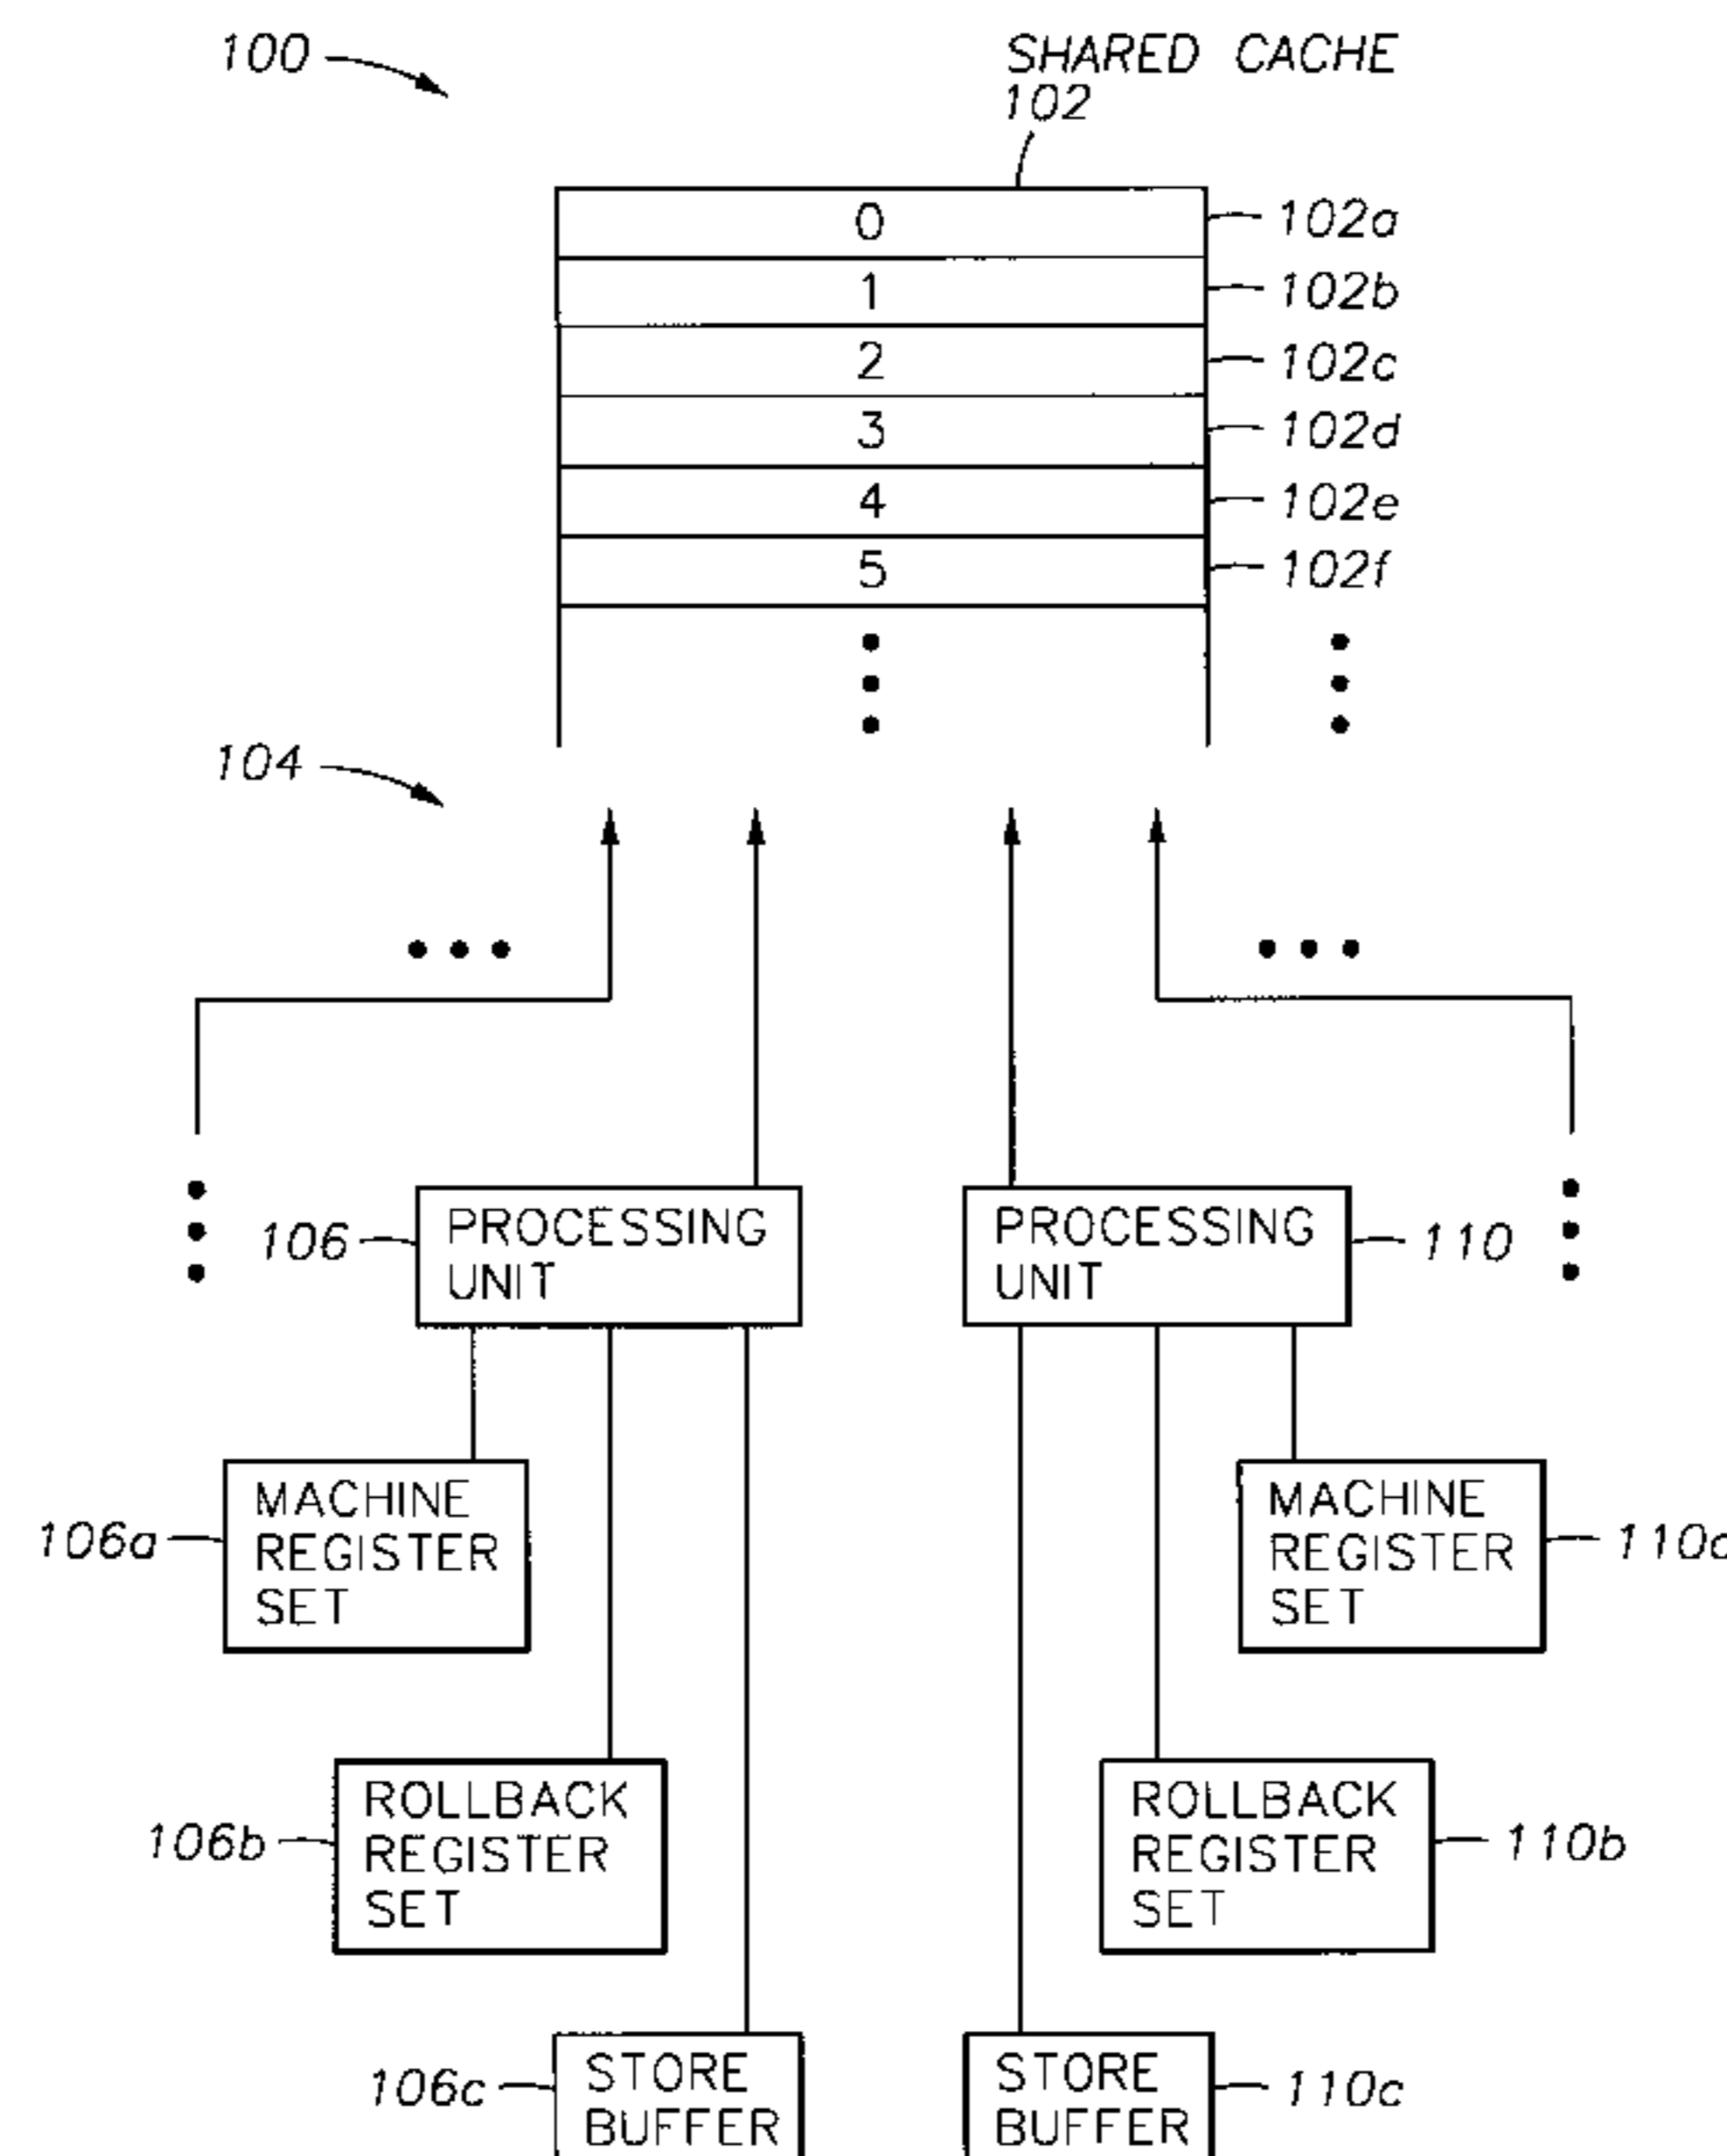 100
SHARED CACHE
102
0 102a
1 102b
2 102c
3 102d
4 102e
5 102f
104
106 PROCESSING
UNIT
PROCESSING
UNIT 110
106a MACHINE
REGISTER
SET
MACHINE
REGISTER
SET 110a
106b ROLLBACK
REGISTER
SET
ROLLBACK
REGISTER
SET 110b
106c STORE
BUFFER
STORE
BUFFER 110c